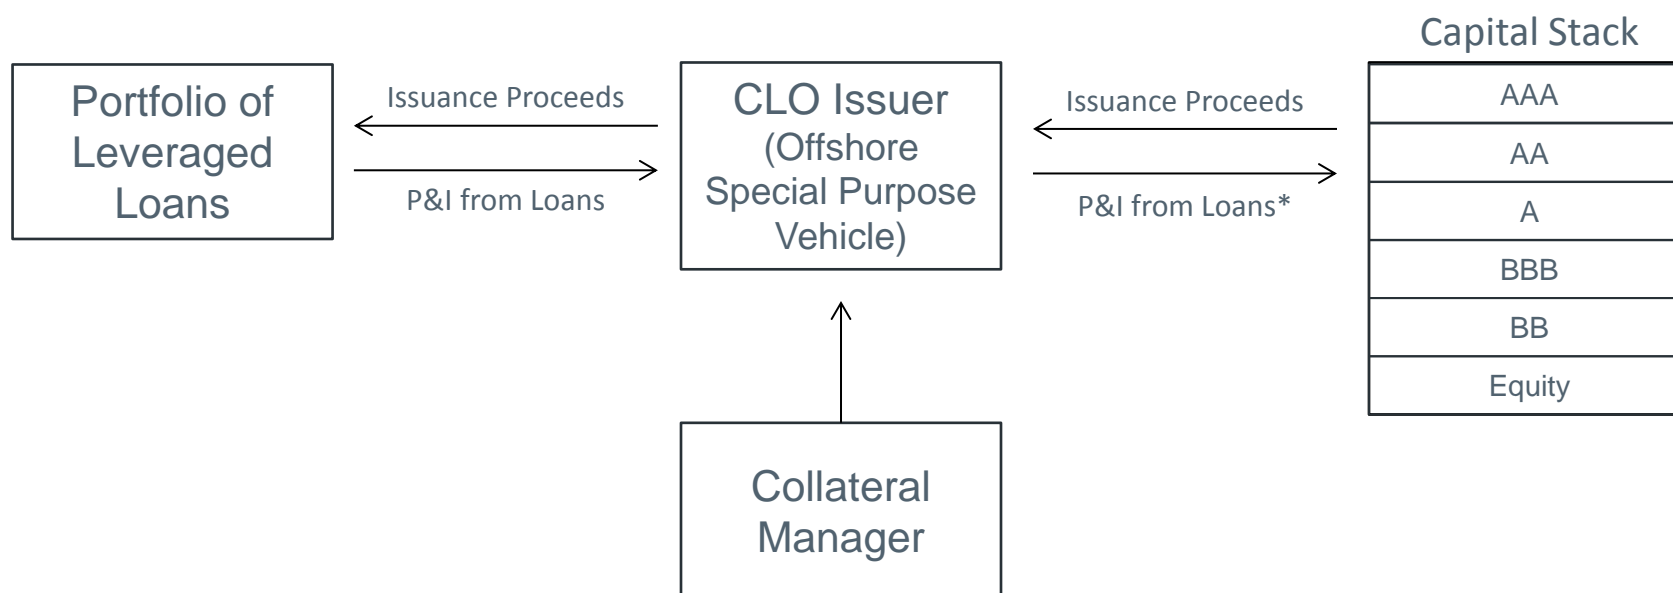 Capital Stack
Portfolio of
Leveraged
Loans
Issuance Proceeds
P&I from Loans
CLO Issuer
(Offshore
Special Purpose
Vehicle)
Issuance Proceeds
P&I from Loans*
AAA
AA
A
BBB
BB
Equity
Collateral
Manager